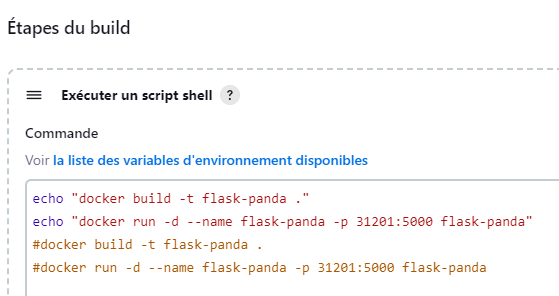 Étapes du build
Exécuter un script shell ?
Commande
Voir la liste des variables d'environnement disponibles
echo "docker build -t flask-panda ."
echo "docker run -d --name flask-panda -p 31201:5000 flask-panda"
#docker build -t flask-panda .
#docker run -d --name flask-panda -p 31201:5000 flask-panda